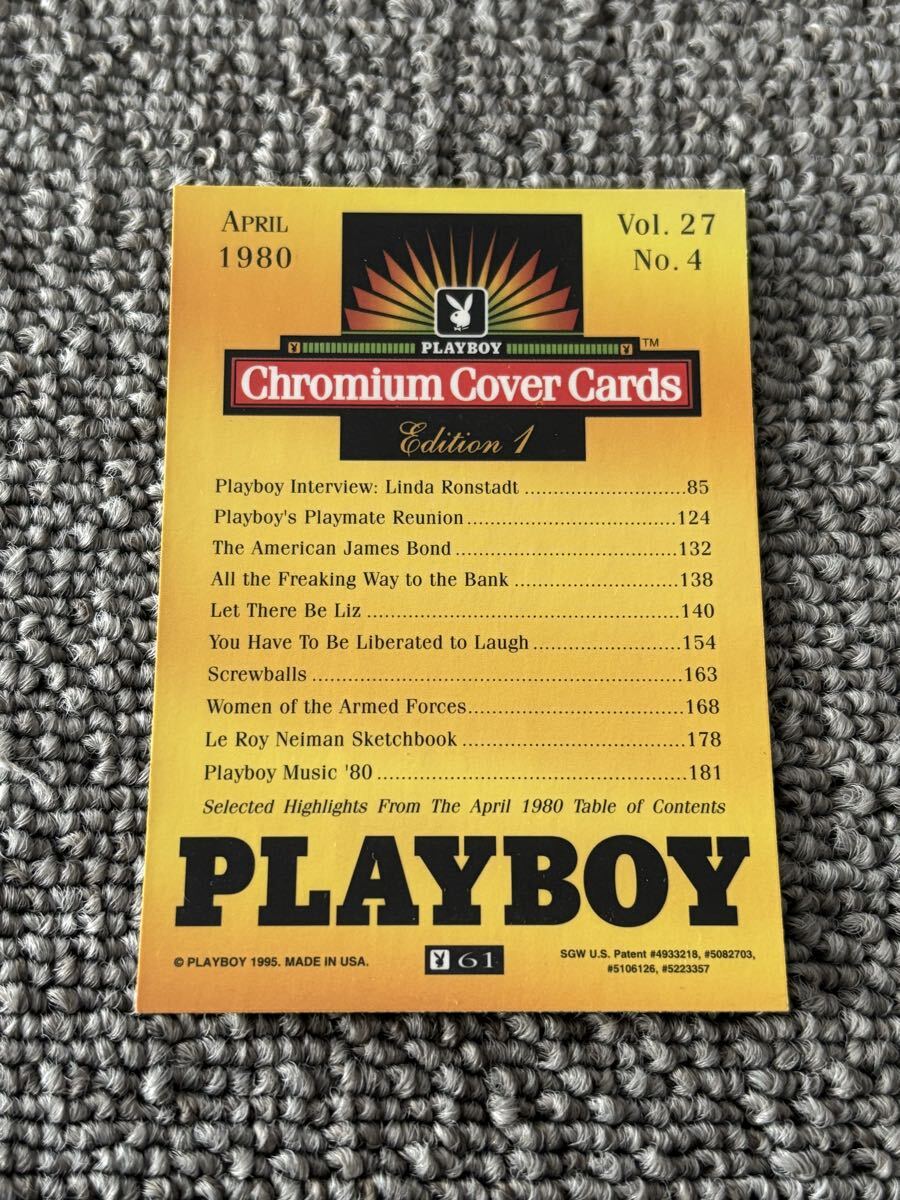 APRIL
1980
Vol. 27
No. 4
PLAYBOY
TM
Chromium Cover Cards
Edition 1
Playboy Interview: Linda Ronstadt ..........................85
Playboy's Playmate Reunion..................................124
The American James Bond....................................132
All the Freaking Way to the Bank ...........................138
Let There Be Liz ...................................................140
You Have To Be Liberated to Laugh ........................154
Screwballs ............................................................163
Women of the Armed Forces...................................168
Le Roy Neiman Sketchbook ....................................178
Playboy Music '80 ..................................................181
Selected Highlights From The April 1980 Table of Contents
PLAYBOY
© PLAYBOY 1995. MADE IN USA.
61
SGW U.S. Patent #4933218, #5082703,
#5106126, #5223357